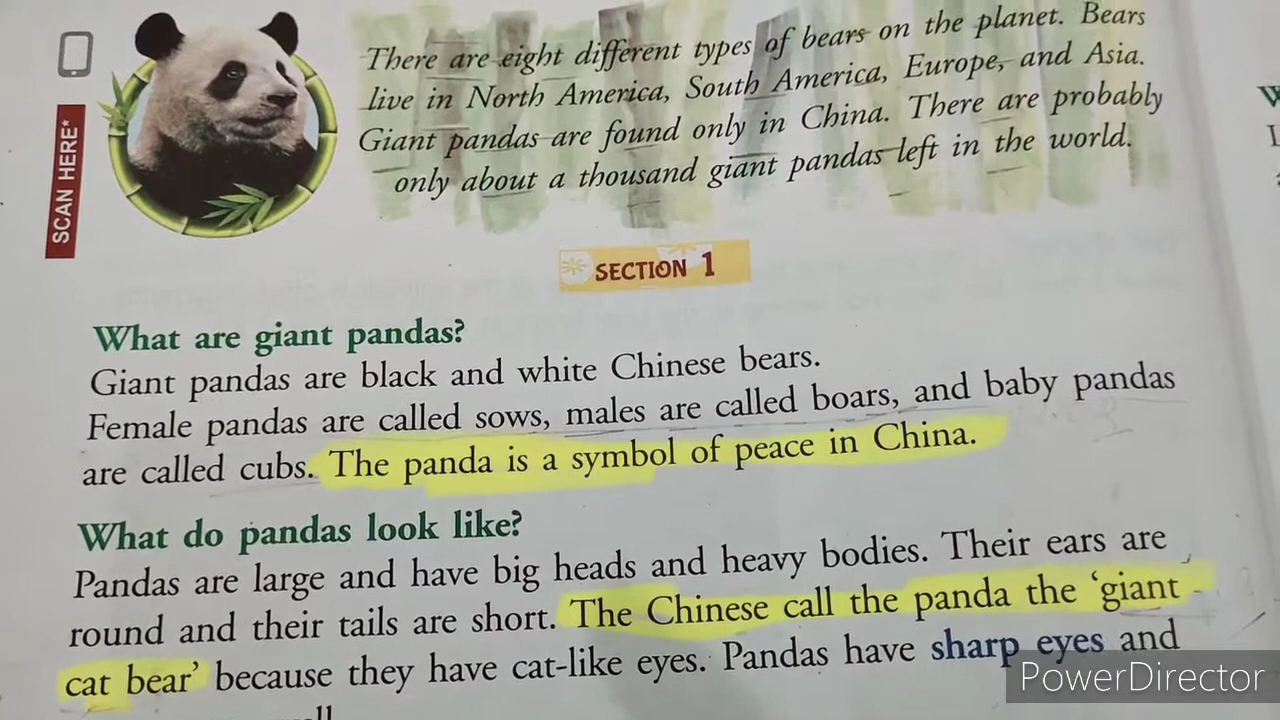 SCAN HERE*
There are eight different types of bears on the planet. Bears
live in North America, South America, Europe, and Asia.
Giant pandas are found only in China. There are probably
only about a thousand giant pandas left in the world.
SECTION 1
What are giant pandas?
Giant pandas are black and white Chinese bears.
Female pandas are called sows, males are called boars, and baby pandas
are called cubs. The panda is a symbol of peace in China.
What do pandas look like?
Pandas are large and have big heads and heavy bodies. Their ears are
round and their tails are short. The Chinese call the panda the ‘giant
cat bear’ because they have cat-like eyes. Pandas have sharp eyes and
PowerDirector